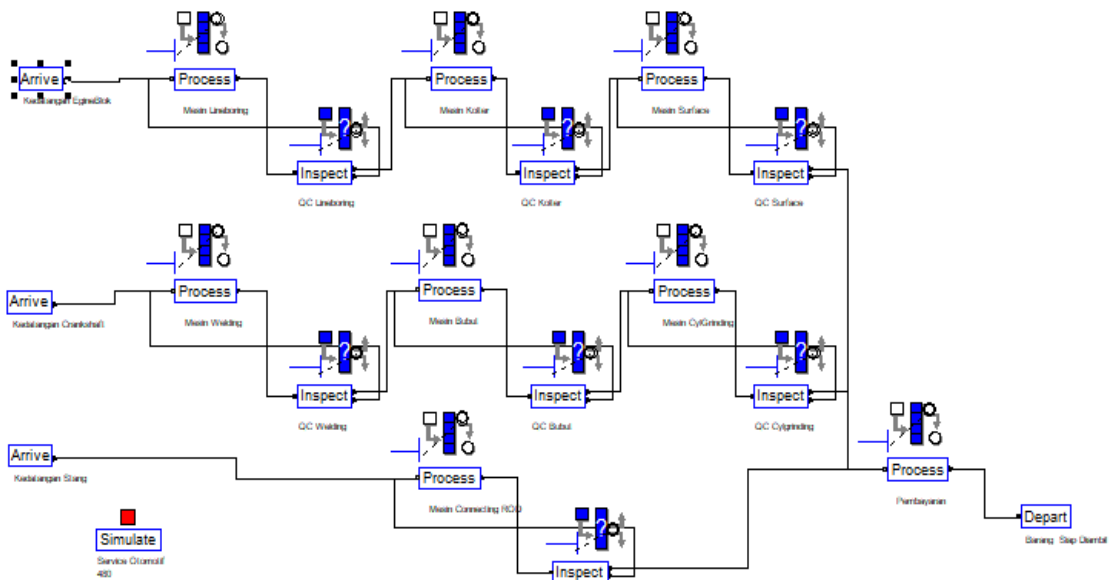 Arrive
Kedatangan EgineBlok
Process
Mesin Lineboring
Process
Mesin Koller
Process
Mesin Surface
?
Inspect
QC Lineboring
?
Inspect
QC Koller
?
Inspect
QC Surface
Arrive
Kedatangan Crankshaft
Process
Mesin Welding
Process
Mesin Bubut
Process
Mesin CylGrinding
?
Inspect
QC Welding
?
Inspect
QC Bubut
?
Inspect
QC Cylgrinding
Arrive
Kedatangan Stang
Process
Mesin Connecting ROD
Process
Pembayaran
Depart
Barang Siap Diambil
Simulate
Service Otomotif
480
?
Inspect